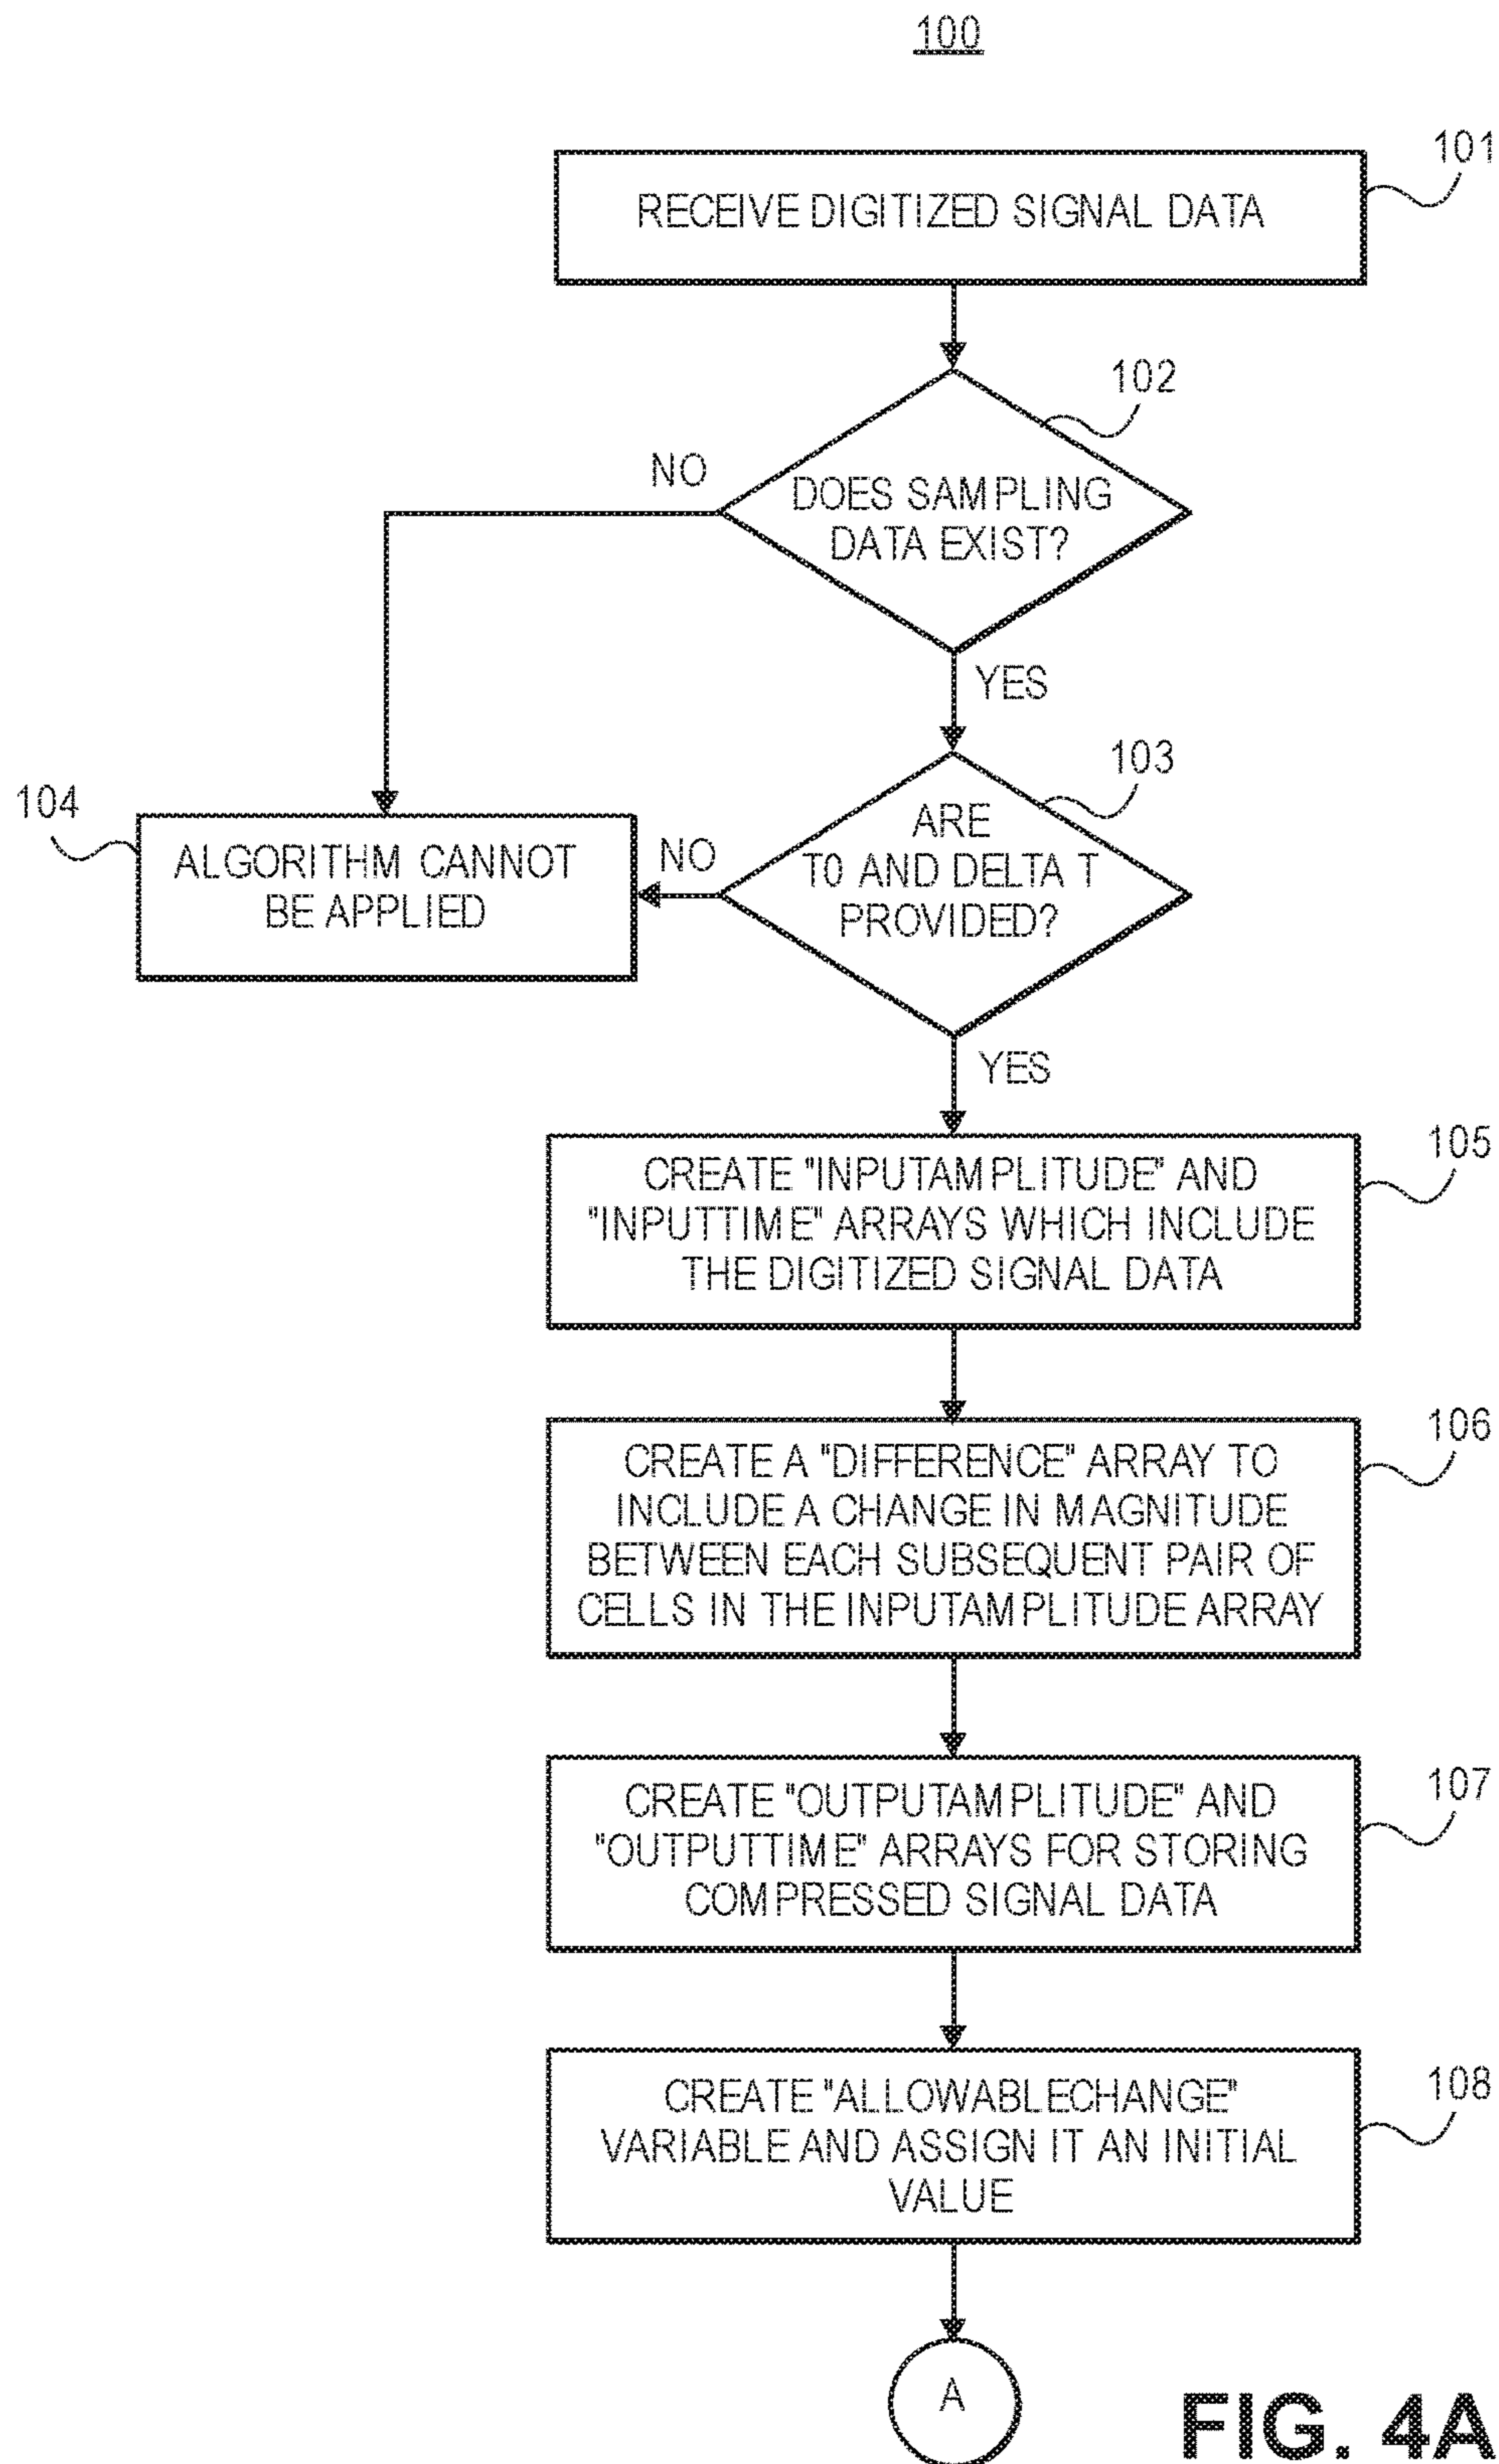 100
101
RECEIVE DIGITIZED SIGNAL DATA
102
NO
DOES SAMPLING
DATA EXIST?
YES
103
104
ARE
T0 AND DELTA T
PROVIDED?
NO
ALGORITHM CANNOT
BE APPLIED
YES
105
CREATE "INPUTAMPLITUDE" AND
"INPUTTIME" ARRAYS WHICH INCLUDE
THE DIGITIZED SIGNAL DATA
106
CREATE A "DIFFERENCE" ARRAY TO
INCLUDE A CHANGE IN MAGNITUDE
BETWEEN EACH SUBSEQUENT PAIR OF
CELLS IN THE INPUTAMPLITUDE ARRAY
107
CREATE "OUTPUTAMPLITUDE" AND
"OUTPUTTIME" ARRAYS FOR STORING
COMPRESSED SIGNAL DATA
108
CREATE "ALLOWABLECHANGE"
VARIABLE AND ASSIGN IT AN INITIAL
VALUE
A
FIG. 4A